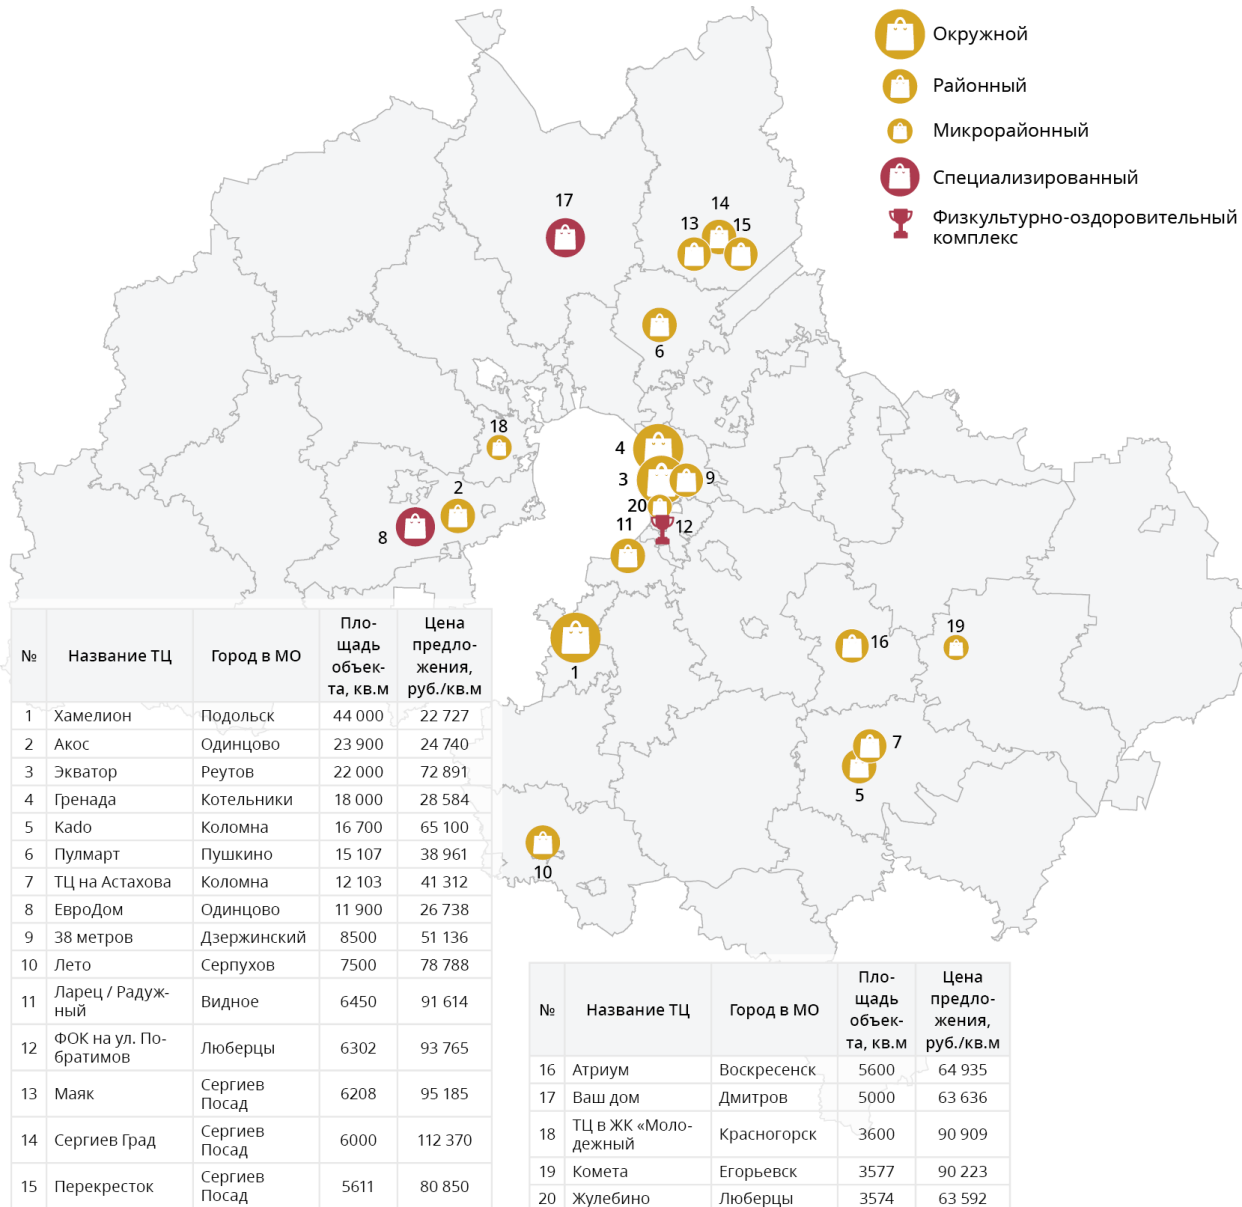 Окружной
Районный
Микрорайонный
Специализированный
Физкультурно-оздоровительный
комплекс
17
14
13
15
6
18
4
3
9
2
20
12
11
8
1
16
19
7
5
10
№ Название ТЦ Город в МО Пло-
щадь
объек-
та, кв.м Цена
предло-
жения,
руб./кв.м
1 Хамелион Подольск 44 000 22 727
2 Акос Одинцово 23 900 24 740
3 Экватор Реутов 22 000 72 891
4 Гренада Котельники 18 000 28 584
5 Kado Коломна 16 700 65 100
6 Пулмарт Пушкино 15 107 38 961
7 ТЦ на Астахова Коломна 12 103 41 312
8 ЕвроДом Одинцово 11 900 26 738
9 38 метров Дзержинский 8500 51 136
10 Лето Серпухов 7500 78 788
11 Ларец / Радуж-
ный Видное 6450 91 614
12 ФОК на ул. По-
братимов Люберцы 6302 93 765
13 Маяк Сергиев
Посад 6208 95 185
14 Сергиев Град Сергиев
Посад 6000 112 370
15 Перекресток Сергиев
Посад 5611 80 850
№ Название ТЦ Город в МО Пло-
щадь
объек-
та, кв.м Цена
предло-
жения,
руб./кв.м
16 Атриум Воскресенск 5600 64 935
17 Ваш дом Дмитров 5000 63 636
18 ТЦ в ЖК «Моло-
дежный Красногорск 3600 90 909
19 Комета Егорьевск 3577 90 223
20 Жулебино Люберцы 3574 63 592